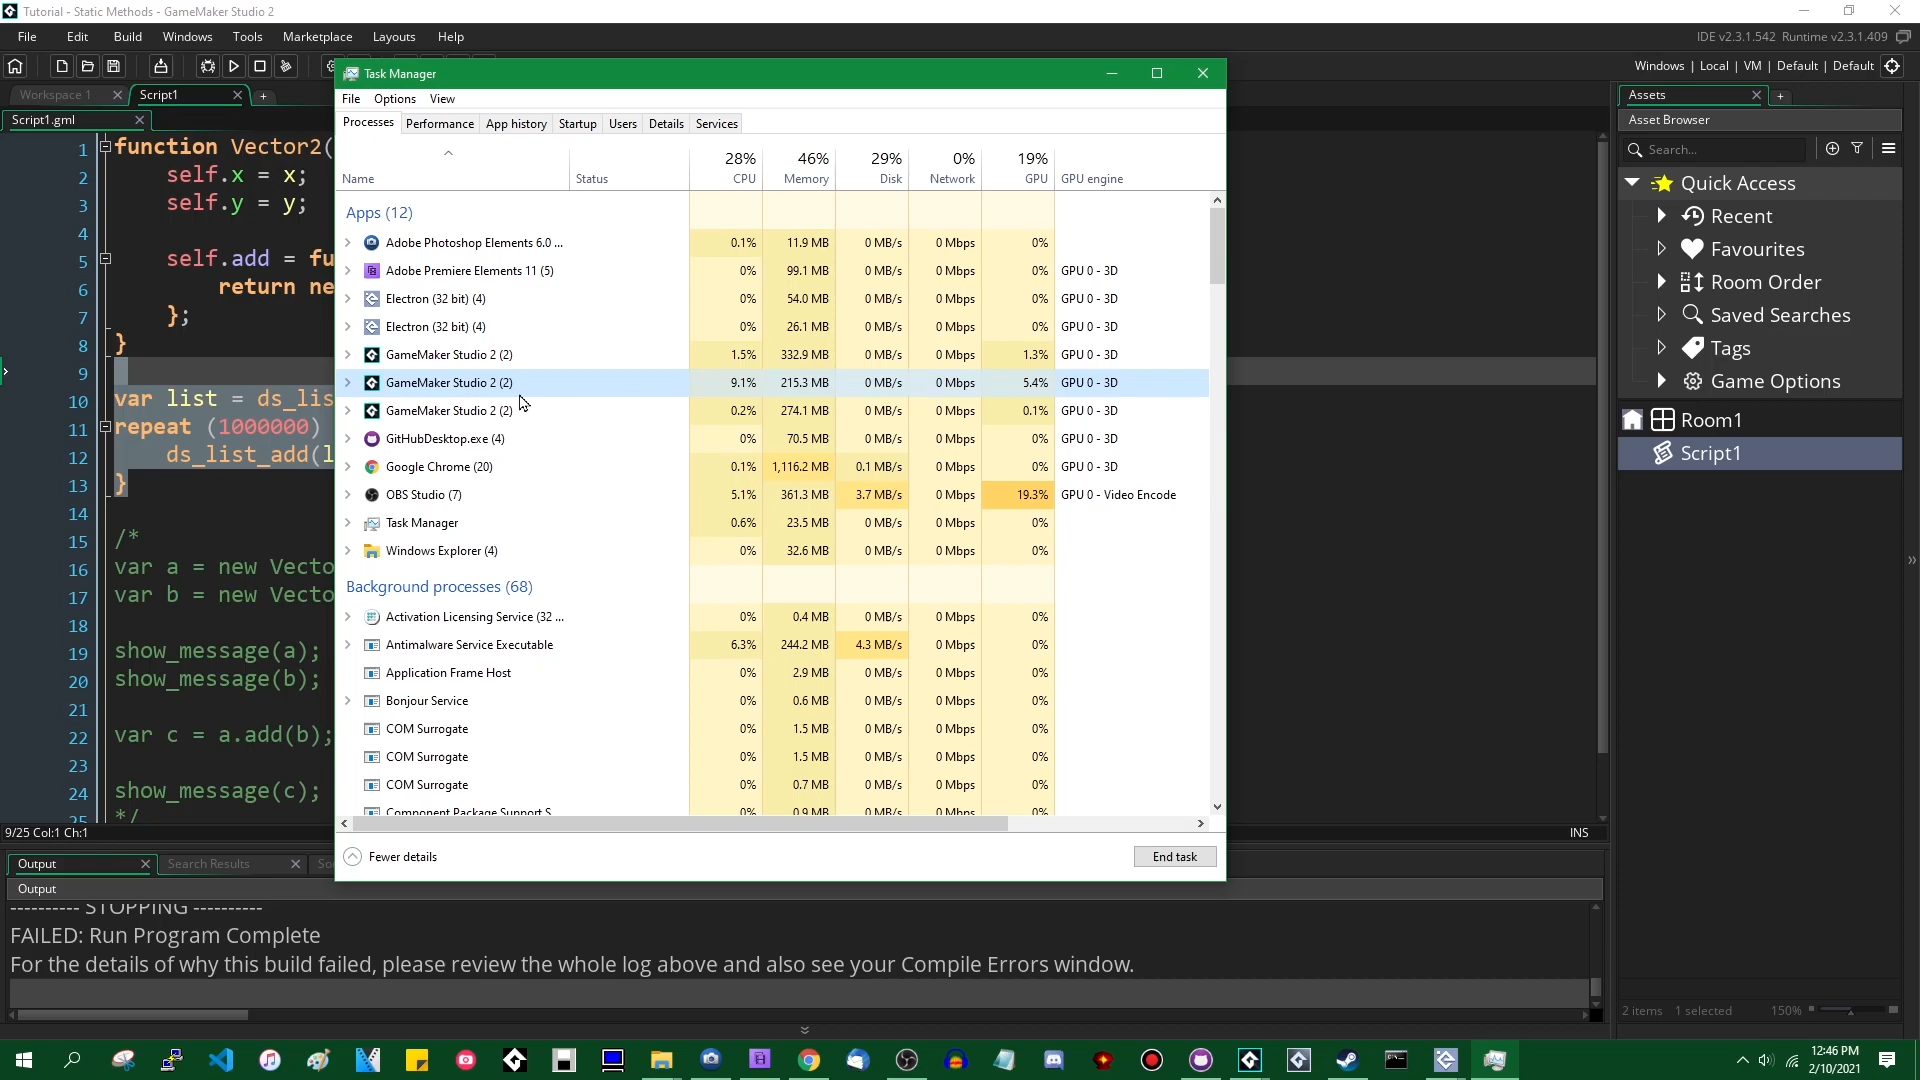 Tutorial - Static Methods - GameMaker Studio 2
File Edit Build Windows Tools Marketplace Layouts Help
IDE v2.3.1.542 Runtime v2.3.1.409
Windows | Local | VM | Default | Default
Workspace 1
Script1
Script1.gml
1 function Vector2(
2 self.x = x;
3 self.y = y;
4
5 self.add = fu
6 return ne
7 };
8 }
9
10 var list = ds_lis
11 repeat (1000000)
12 ds_list_add(l
13 }
14
15 /*
16 var a = new Vecto
17 var b = new Vecto
18
19 show_message(a);
20 show_message(b);
21
22 var c = a.add(b);
23
24 show_message(c);
25 */
9/25 Col:1 Ch:1
INS
Task Manager
File Options View
Processes Performance App history Startup Users Details Services
28% 46% 29% 0% 19%
Name Status CPU Memory Disk Network GPU GPU engine
Apps (12)
Adobe Photoshop Elements 6.0 ... 0.1% 11.9 MB 0 MB/s 0 Mbps 0%
Adobe Premiere Elements 11 (5) 0% 99.1 MB 0 MB/s 0 Mbps 0% GPU 0 - 3D
Electron (32 bit) (4) 0% 54.0 MB 0 MB/s 0 Mbps 0% GPU 0 - 3D
Electron (32 bit) (4) 0% 26.1 MB 0 MB/s 0 Mbps 0% GPU 0 - 3D
GameMaker Studio 2 (2) 1.5% 332.9 MB 0 MB/s 0 Mbps 1.3% GPU 0 - 3D
GameMaker Studio 2 (2) 9.1% 215.3 MB 0 MB/s 0 Mbps 5.4% GPU 0 - 3D
GameMaker Studio 2 (2) 0.2% 274.1 MB 0 MB/s 0 Mbps 0.1% GPU 0 - 3D
GitHubDesktop.exe (4) 0% 70.5 MB 0 MB/s 0 Mbps 0% GPU 0 - 3D
Google Chrome (20) 0.1% 1,116.2 MB 0.1 MB/s 0 Mbps 0% GPU 0 - 3D
OBS Studio (7) 5.1% 361.3 MB 3.7 MB/s 0 Mbps 19.3% GPU 0 - Video Encode
Task Manager 0.6% 23.5 MB 0 MB/s 0 Mbps 0%
Windows Explorer (4) 0% 32.6 MB 0 MB/s 0 Mbps 0%
Background processes (68)
Activation Licensing Service (32 ... 0% 0.4 MB 0 MB/s 0 Mbps 0%
Antimalware Service Executable 6.3% 244.2 MB 4.3 MB/s 0 Mbps 0%
Application Frame Host 0% 2.9 MB 0 MB/s 0 Mbps 0%
Bonjour Service 0% 0.6 MB 0 MB/s 0 Mbps 0%
COM Surrogate 0% 1.5 MB 0 MB/s 0 Mbps 0%
COM Surrogate 0% 1.5 MB 0 MB/s 0 Mbps 0%
COM Surrogate 0% 0.7 MB 0 MB/s 0 Mbps 0%
Component Package Support S 0% 0.9 MB 0 MB/s 0 Mbps 0%
Fewer details
End task
Assets
Asset Browser
Search...
Quick Access
Recent
Favourites
Room Order
Saved Searches
Tags
Game Options
Room1
Script1
2 items 1 selected 150%
Output Search Results So
Output
---------- STOPPING ----------
FAILED: Run Program Complete
For the details of why this build failed, please review the whole log above and also see your Compile Errors window.
12:46 PM
2/10/2021